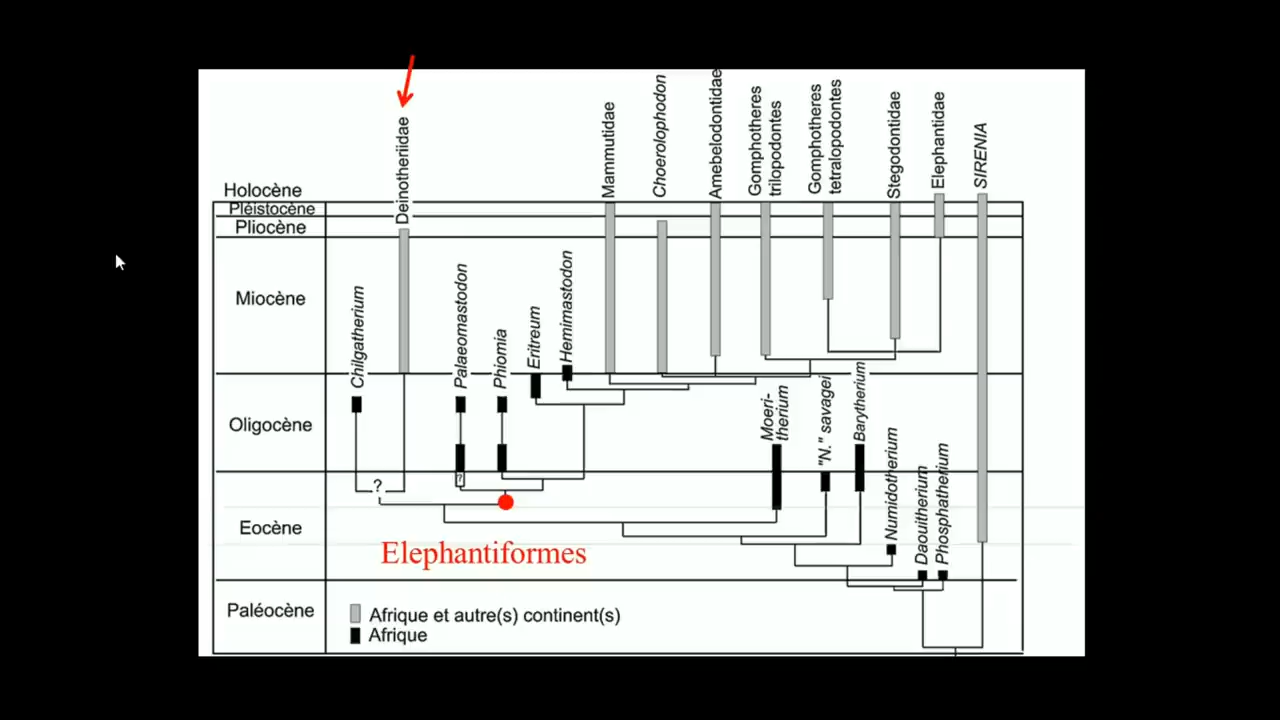 Deinotheriidae
Mammutidae
Choerolophodon
Amebelodontidae
Gomphotheres
trilopodontes
Gomphotheres
tetralopodontes
Stegodontidae
Elephantidae
SIRENIA
Holocène
Pléistocène
Pliocène
Miocène
Chilgatherium
Palaeomastodon
Phiomia
Eritreum
Hemimastodon
Oligocène
Moeri-
therium
"N." savagei
Barytherium
Numidotherium
Daouitherium
Phosphatherium
?
?
Eocène
Elephantiformes
Paléocène
Afrique et autre(s) continent(s)
Afrique